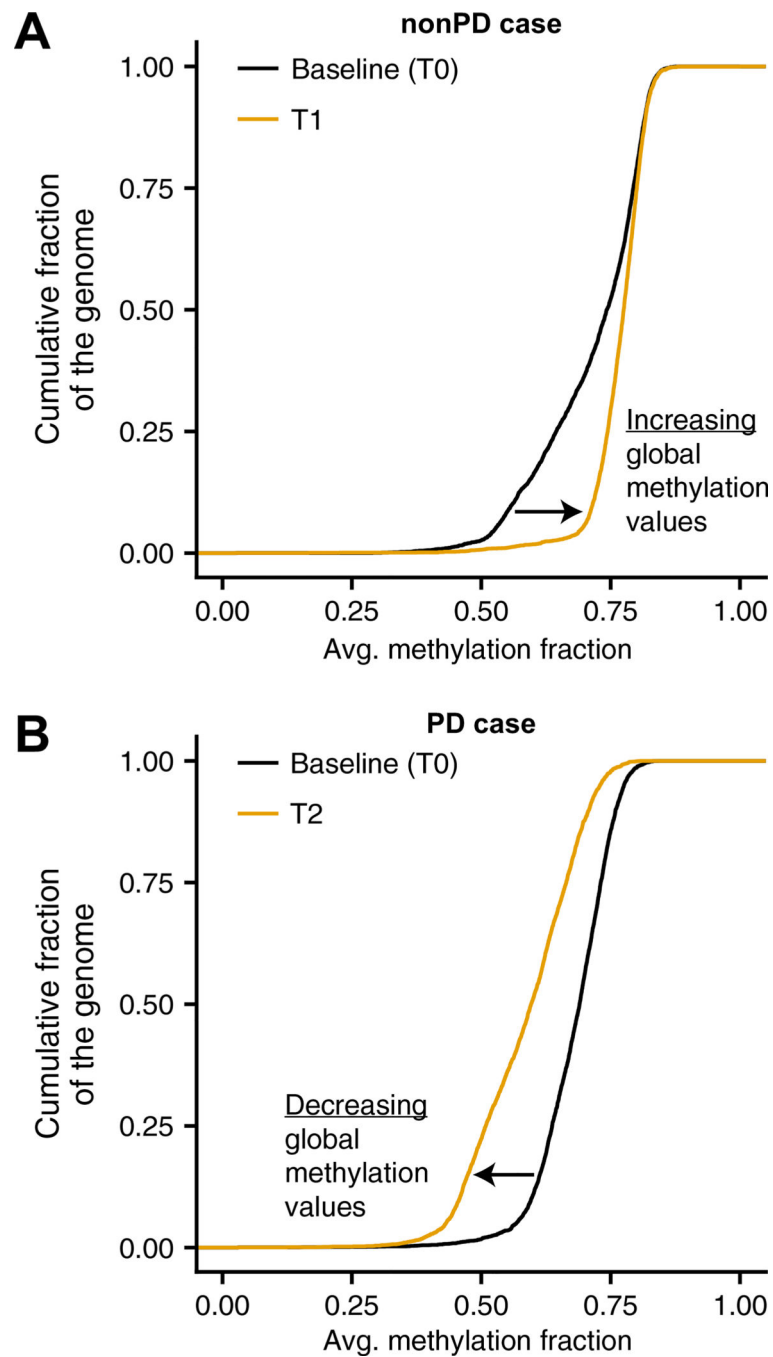 A
nonPD case
Baseline (T0)
T1
1.00
0.75
0.50
0.25
0.00
Cumulative fraction
of the genome
Increasing
global
methylation
values
0.00 0.25 0.50 0.75 1.00
Avg. methylation fraction
B
PD case
Baseline (T0)
T2
1.00
0.75
0.50
0.25
0.00
Cumulative fraction
of the genome
Decreasing
global
methylation
values
0.00 0.25 0.50 0.75 1.00
Avg. methylation fraction